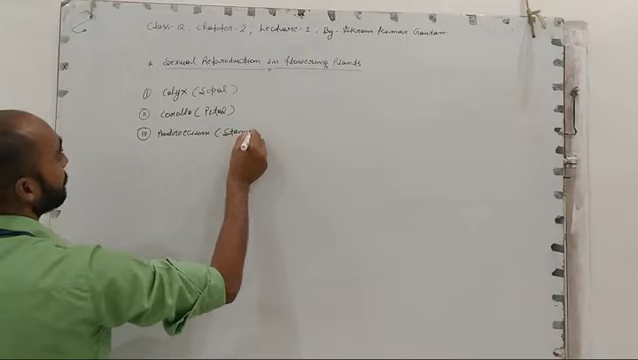 Class-12, Chapter-2, Lecture-1, By-Vikram Kumar Gautam
* Sexual Reproduction in Flowering Plants
(i) Calyx (Sepal)
(ii) Corolla (Petal)
(iii) Androecium (Stam